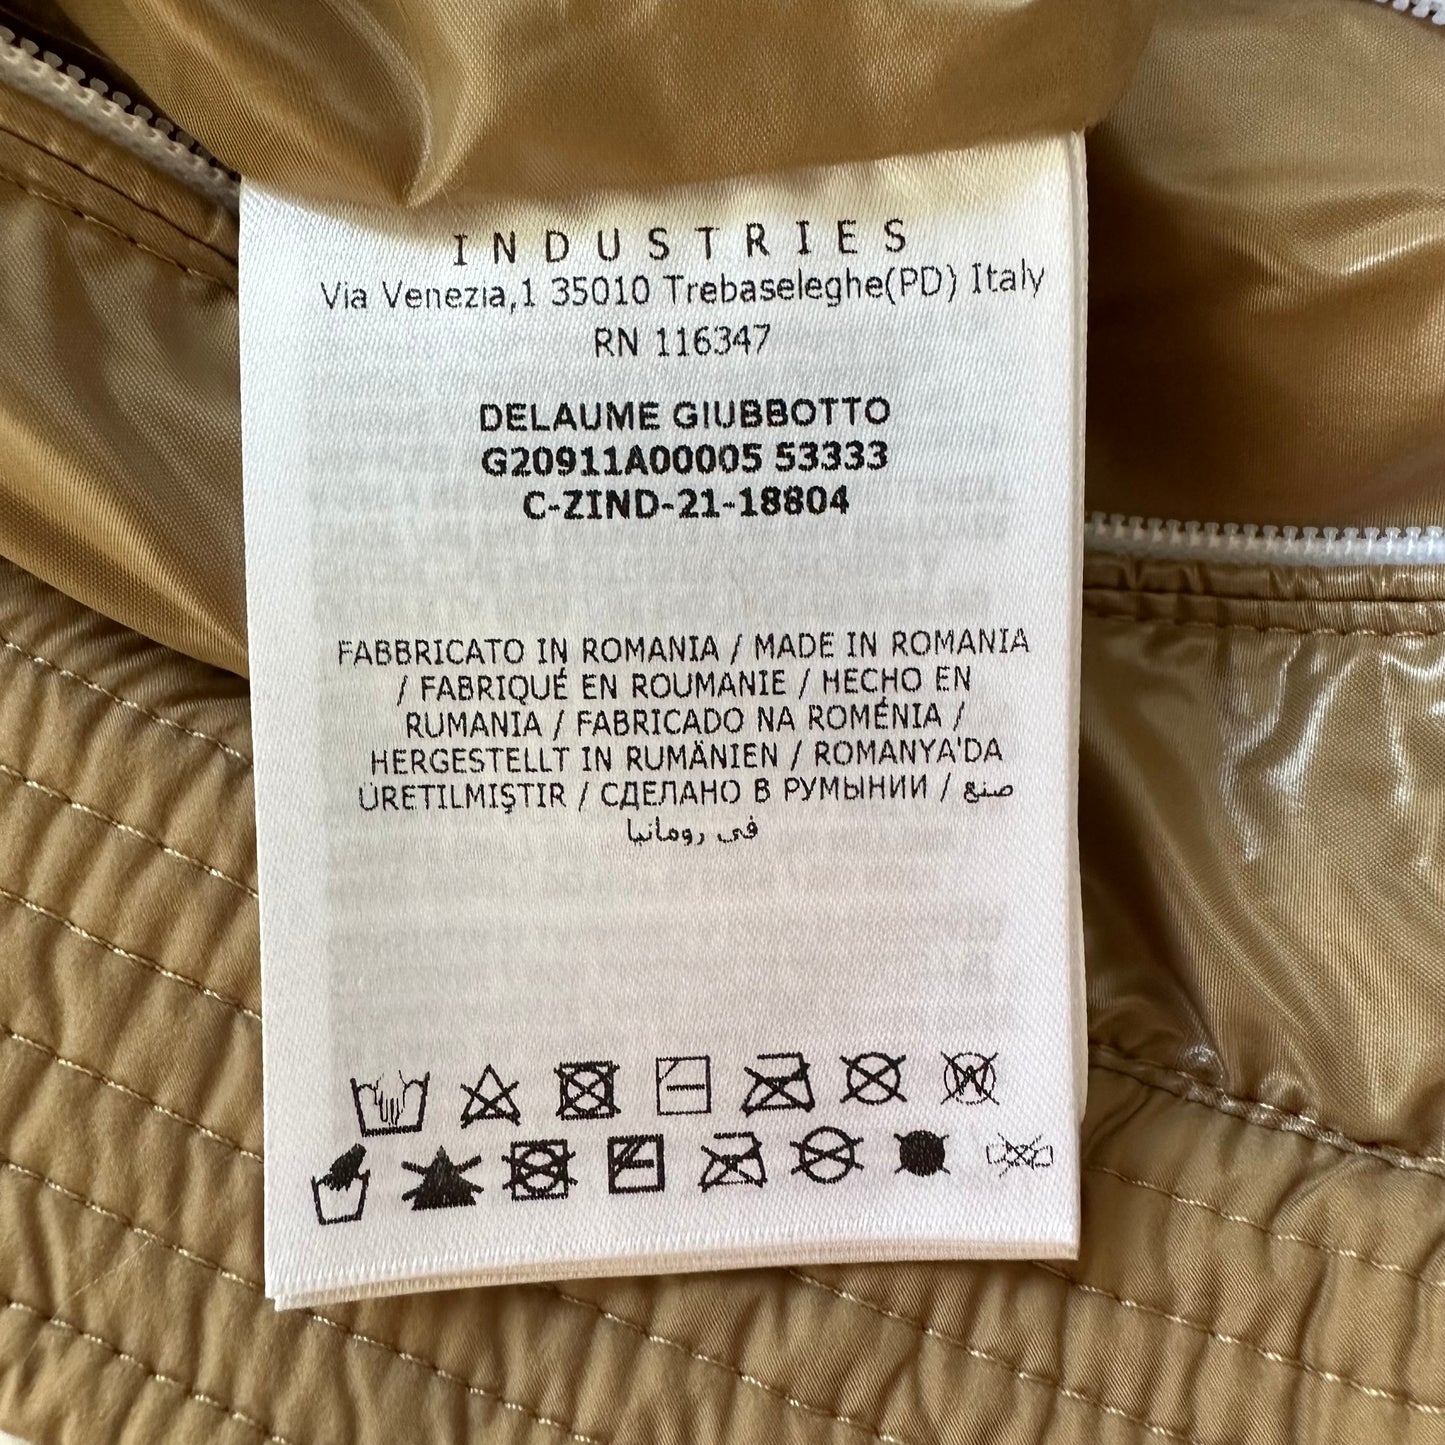 INDUSTRIES
Via Venezia,1 35010 Trebaseleghe(PD) Italy
RN 116347
DELAUME GIUBBOTTO
G20911A00005 53333
C-ZIND-21-18804
FABBRICATO IN ROMANIA / MADE IN ROMANIA
/ FABRIQUÉ EN ROUMANIE / HECHO EN
RUMANIA / FABRICADO NA ROMÉNIA /
HERGESTELLT IN RUMÄNIEN / ROMANYA'DA
ÜRETILMIŞTIR / СДЕЛАНО В РУМЫНИИ / صنع
في رومانيا
W